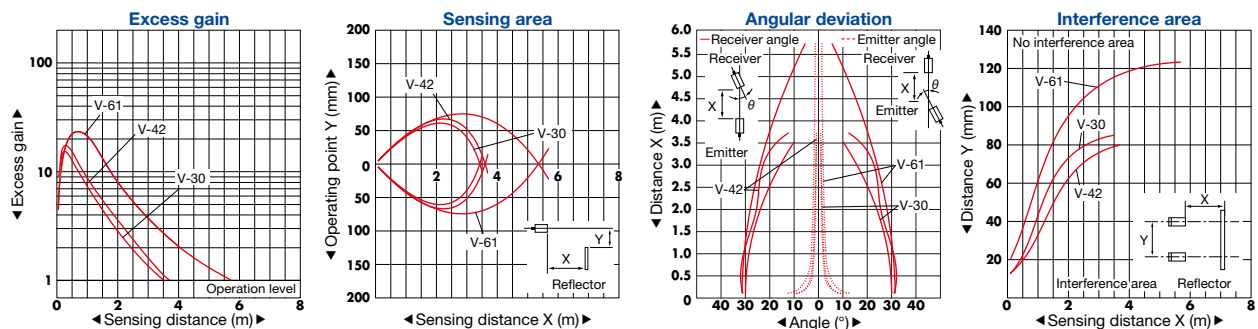 Excess gain
100
10
1
V-61
V-42
V-30
Operation level
0
2
4
6
8
◄Excess gain►
◄Sensing distance (m)►
Sensing area
200
150
100
50
0
50
100
150
200
2
4
6
8
V-42
V-30
V-61
Y
X
Reflector
◄Operating point Y (mm)►
◄Sensing distance X (m)►
Angular deviation
6.0
5.5
5.0
4.5
4.0
3.5
3.0
2.5
2.0
1.5
1.0
0.5
0
Receiver angle
Emitter angle
Receiver
X
θ
Emitter
Receiver
X
θ
Emitter
V-42
V-61
V-30
40 30 20 10 0 10 20 30 40
◄Distance X (m)►
◄Angle (°)►
Interference area
140
120
100
80
60
40
20
No interference area
V-61
V-30
V-42
X
Y
Interference area
Reflector
0
2
4
6
8
◄Distance Y (mm)►
◄Sensing distance X (m)►